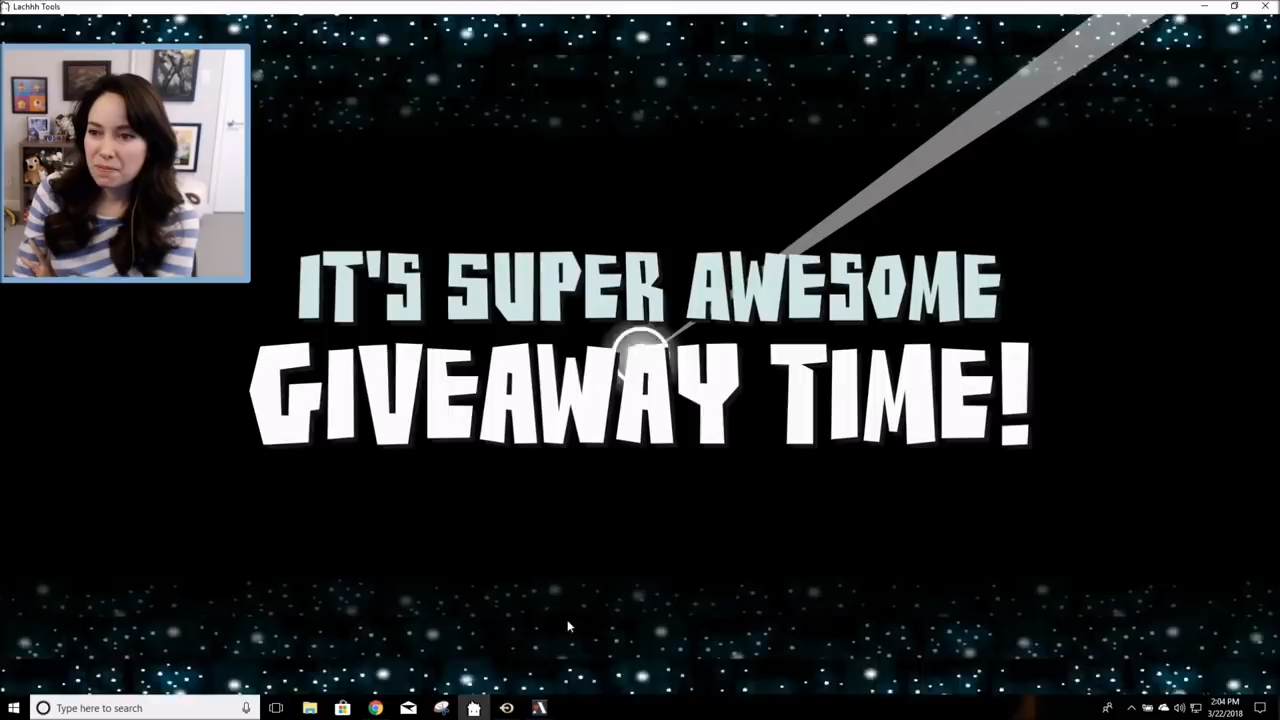 Lachhh Tools
IT'S SUPER AWESOME
GIVEAWAY TIME!
Type here to search
2:04 PM
3/22/2018